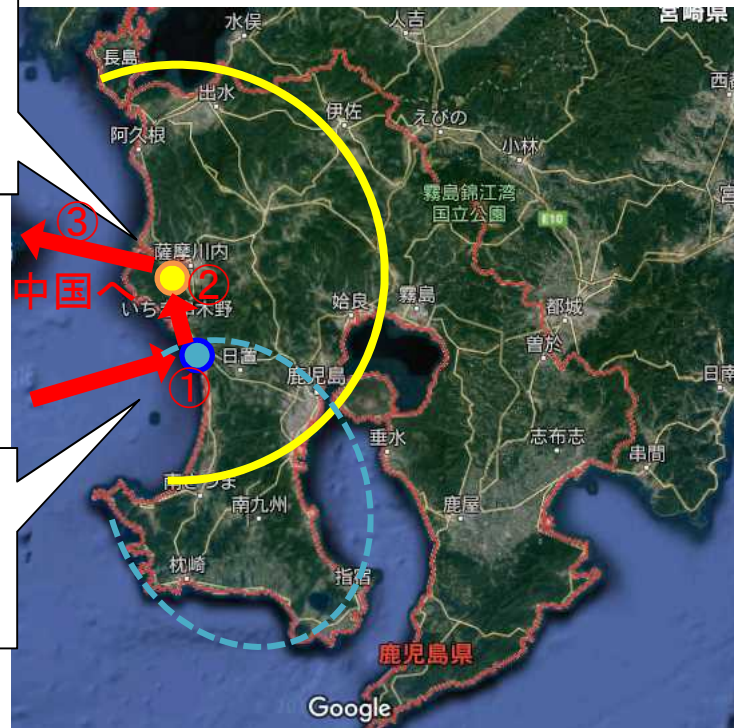 宮崎県
水俣
人吉
長島
西都
出水
伊佐
えびの
阿久根
小林
霧島錦江湾
国立公園
E10
宮
③
薩摩川内
中国へ
②
いちき串木野
姶良
霧島
都城
日置
曽於
①
鹿児島
日南
垂水
志布志
串間
南さつま
南九州
鹿屋
枕崎
指宿
鹿児島県
Google